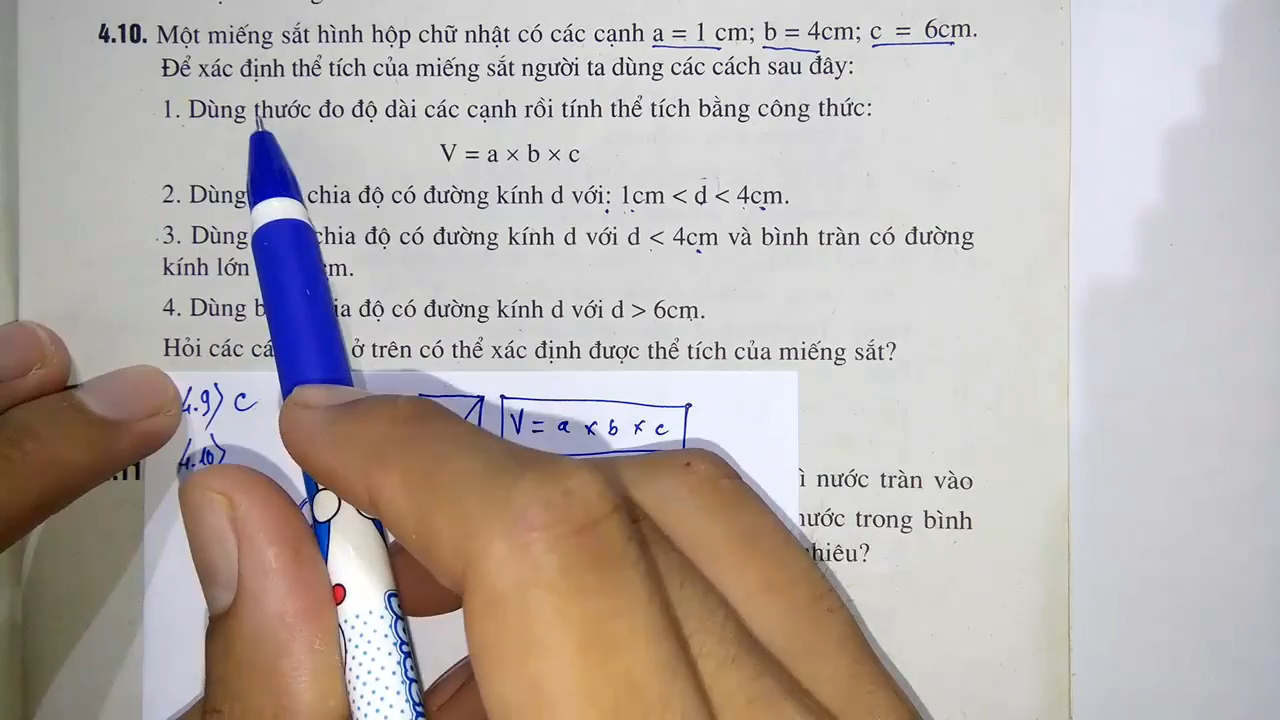 4.10. Một miếng sắt hình hộp chữ nhật có các cạnh a = 1 cm; b = 4cm; c = 6cm.
Để xác định thể tích của miếng sắt người ta dùng các cách sau đây:
1. Dùng thước đo độ dài các cạnh rồi tính thể tích bằng công thức:
V = a × b × c
2. Dùng chia độ có đường kính d với: 1cm < d < 4cm.
3. Dùng chia độ có đường kính d với d < 4cm và bình tràn có đường
kính lớn
4. Dùng độ có đường kính d với d > 6cm.
Hỏi các ở trên có thể xác định được thể tích của miếng sắt?
4.9) C
V = a × b × c
4.10)
nước tràn vào
trong bình